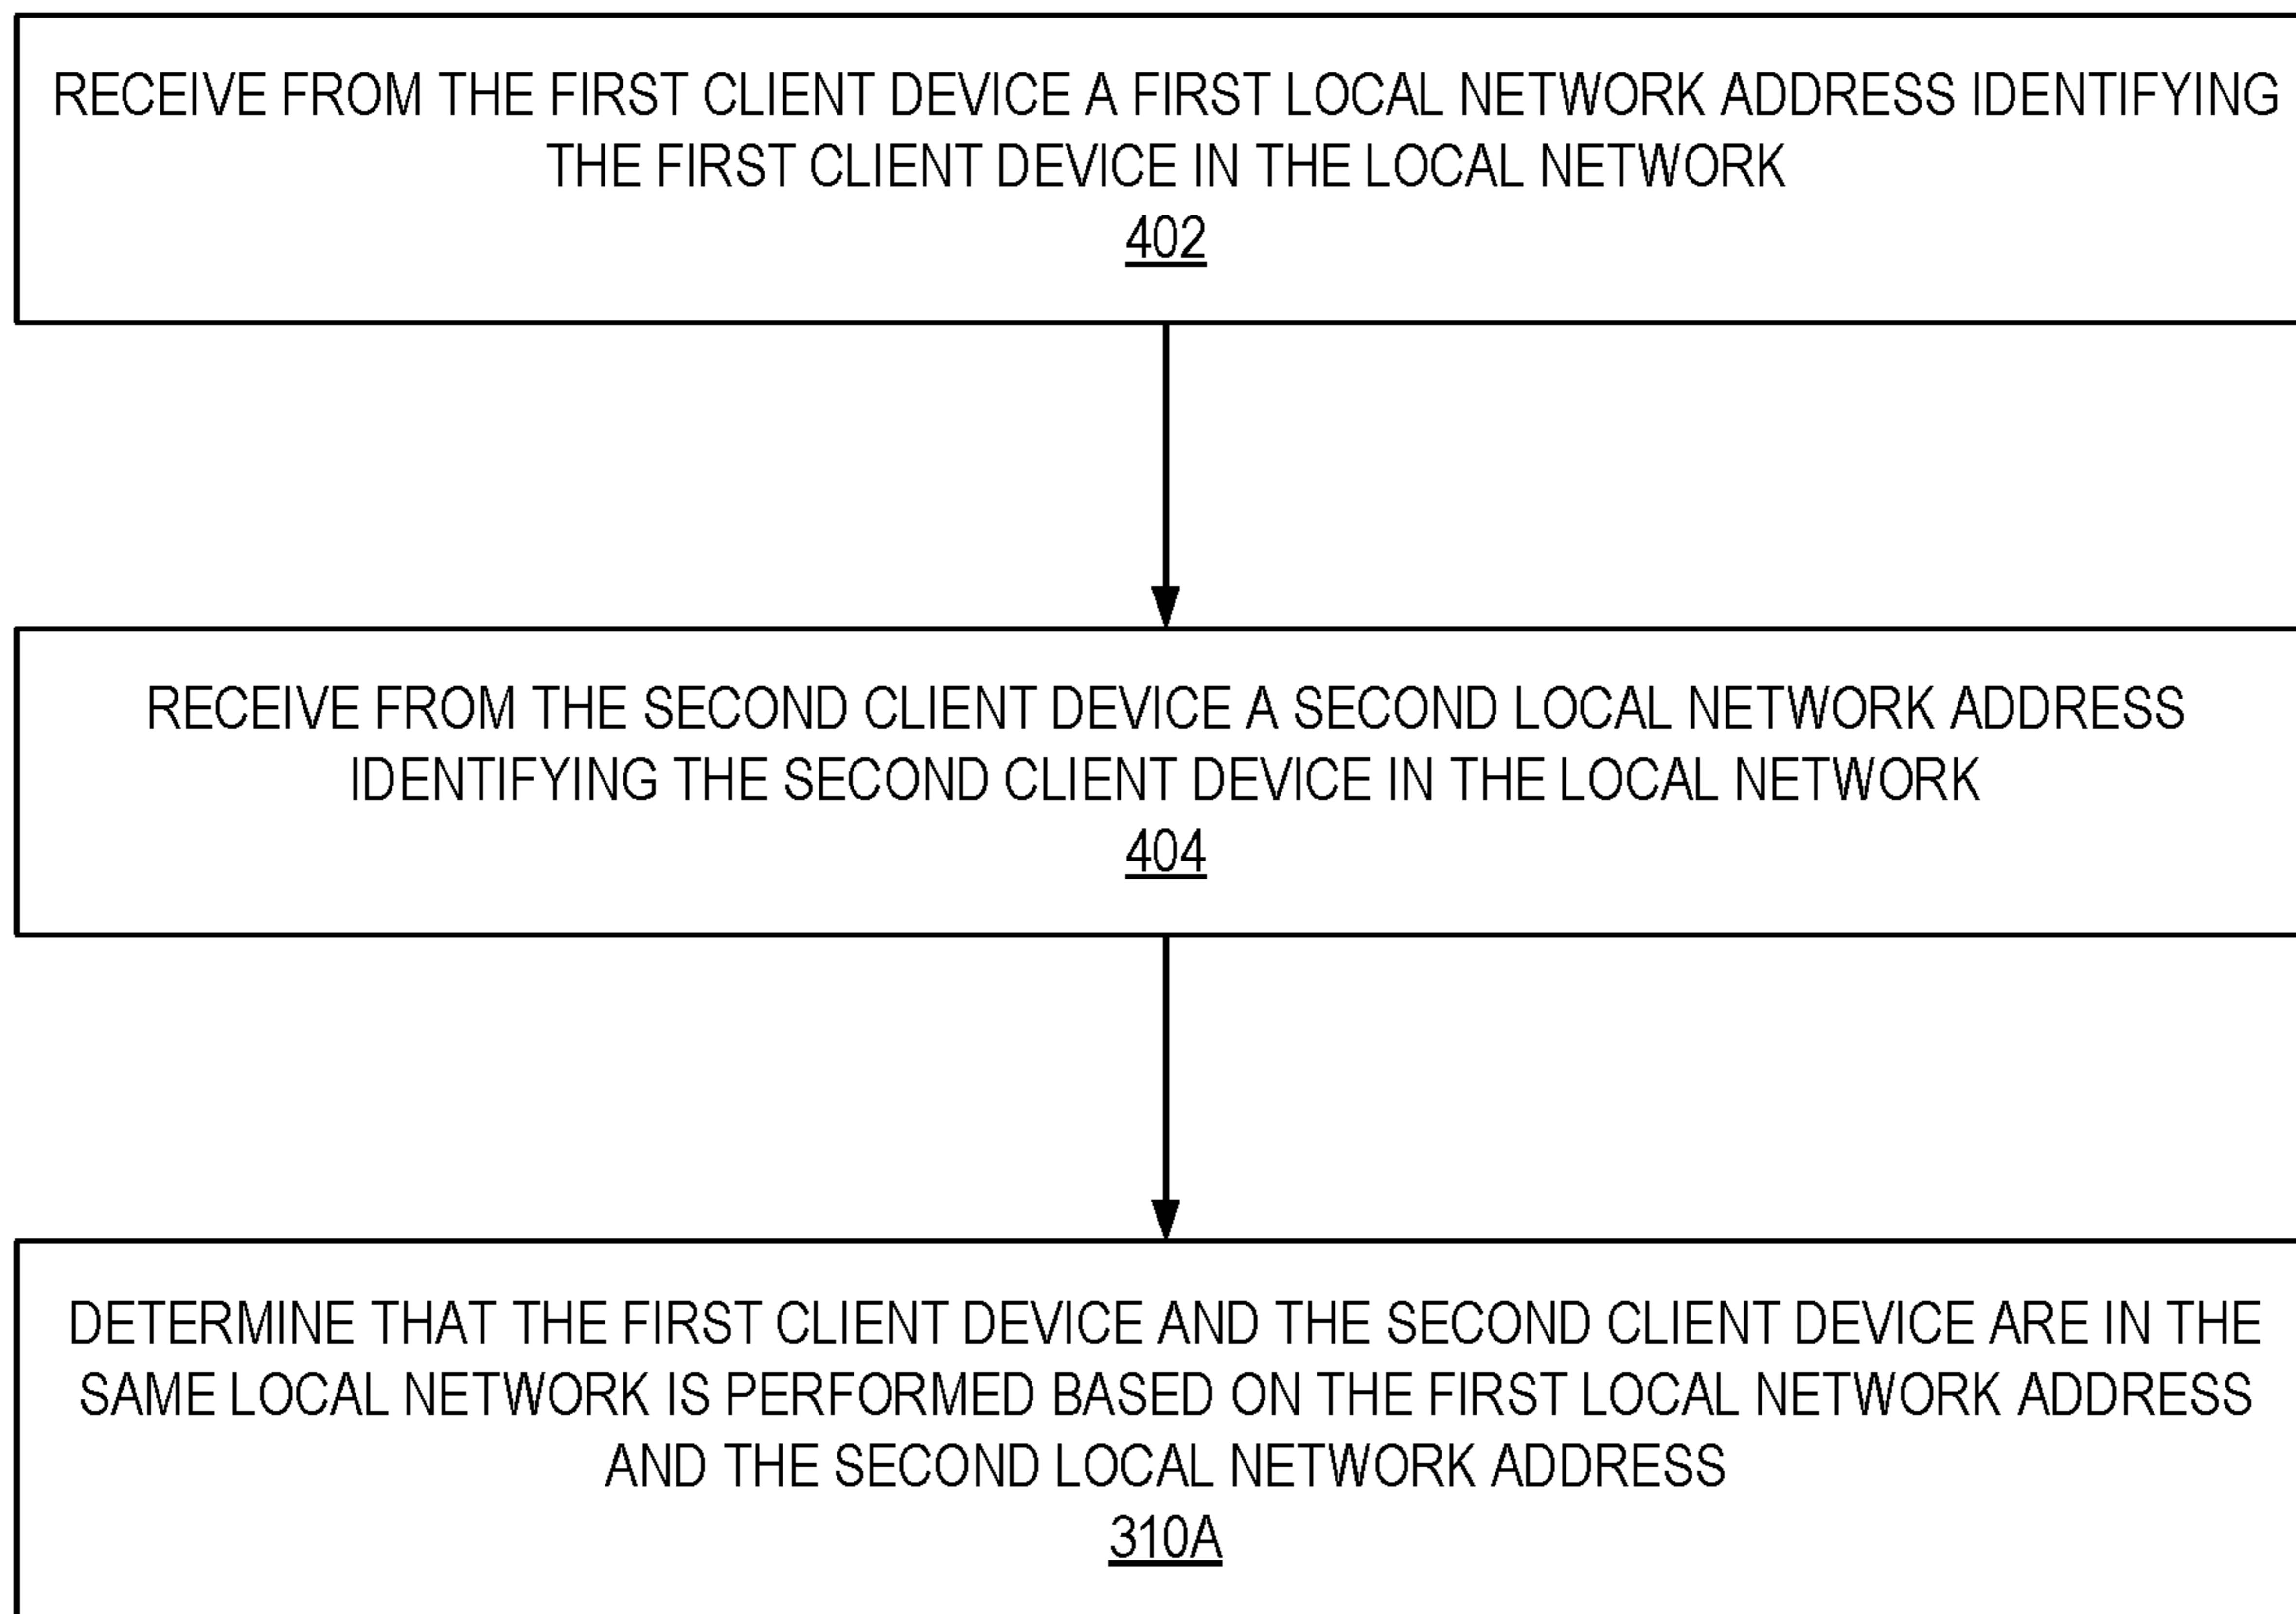 RECEIVE FROM THE FIRST CLIENT DEVICE A FIRST LOCAL NETWORK ADDRESS IDENTIFYING
THE FIRST CLIENT DEVICE IN THE LOCAL NETWORK
402
RECEIVE FROM THE SECOND CLIENT DEVICE A SECOND LOCAL NETWORK ADDRESS
IDENTIFYING THE SECOND CLIENT DEVICE IN THE LOCAL NETWORK
404
DETERMINE THAT THE FIRST CLIENT DEVICE AND THE SECOND CLIENT DEVICE ARE IN THE
SAME LOCAL NETWORK IS PERFORMED BASED ON THE FIRST LOCAL NETWORK ADDRESS
AND THE SECOND LOCAL NETWORK ADDRESS
310A